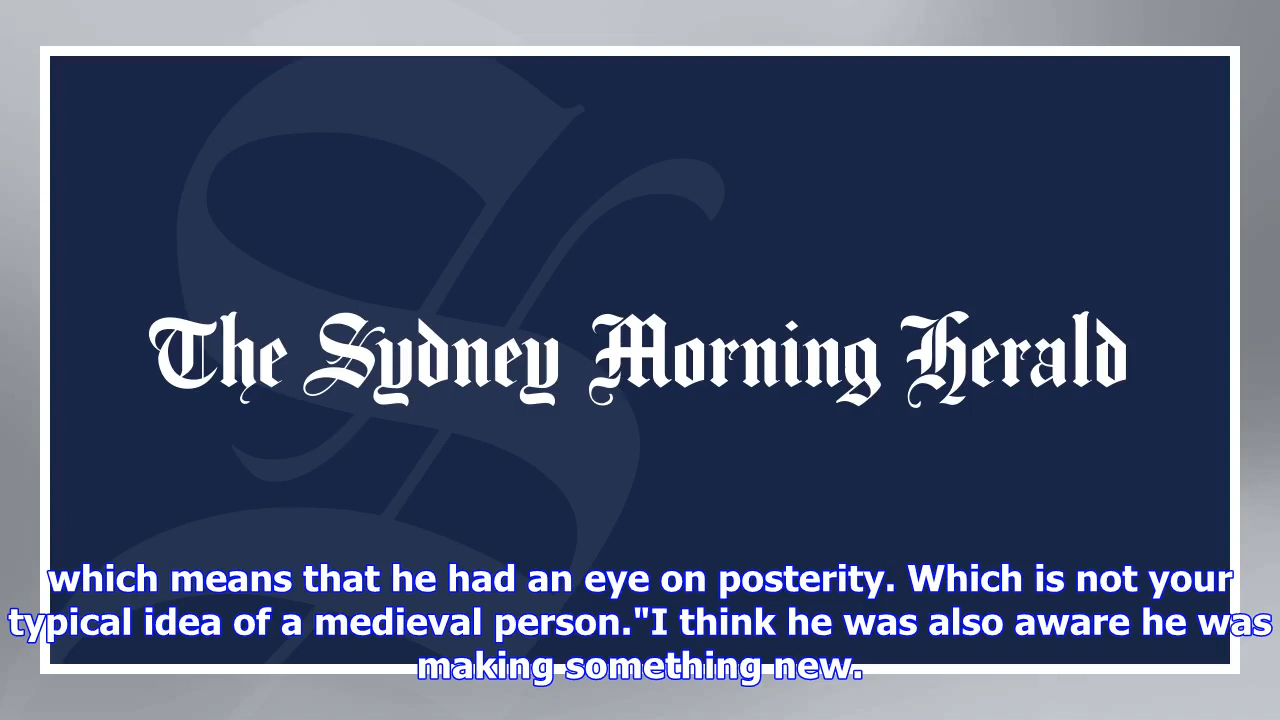 The Sydney Morning Herald
which means that he had an eye on posterity. Which is not your
typical idea of a medieval person."I think he was also aware he was
making something new.